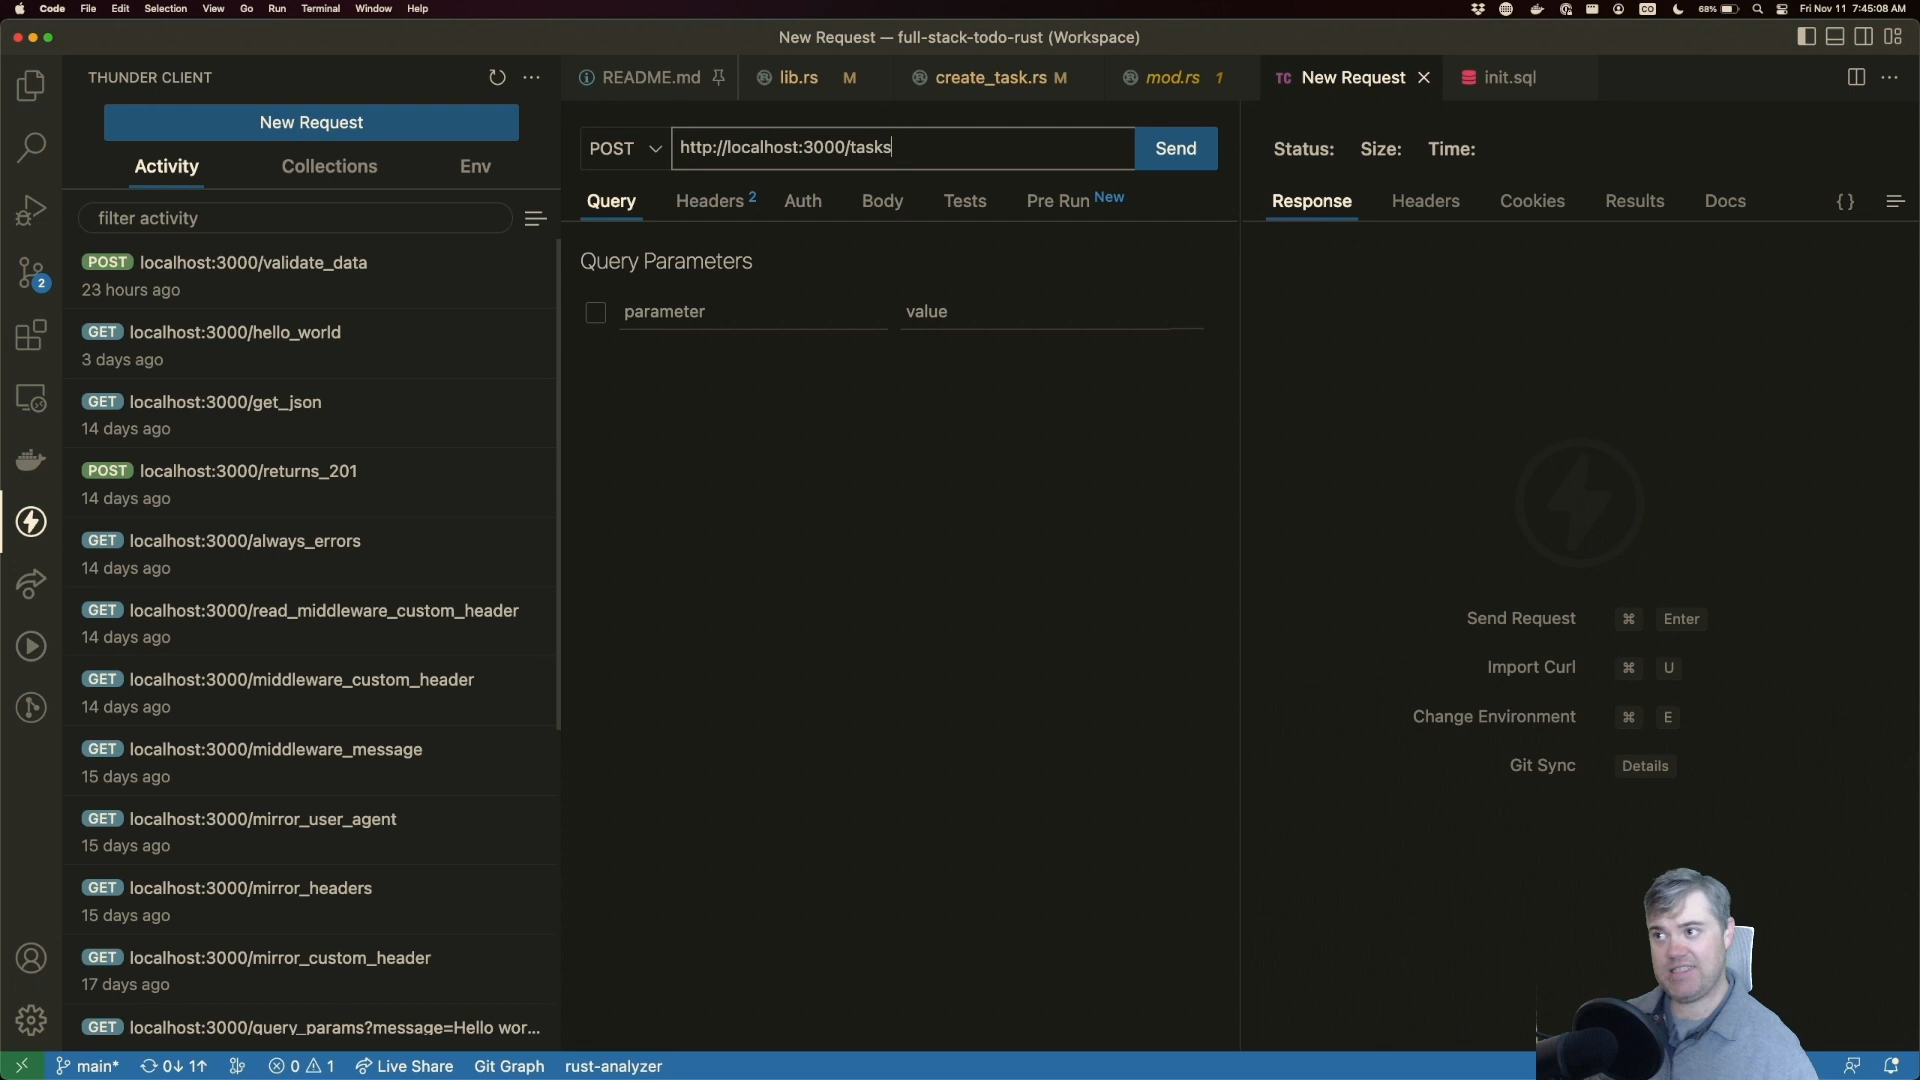 Code File Edit Selection View Go Run Terminal Window Help
CO 68% Fri Nov 11 7:45:08 AM
New Request — full-stack-todo-rust (Workspace)
THUNDER CLIENT
New Request
Activity Collections Env
filter activity
POST localhost:3000/validate_data
23 hours ago
GET localhost:3000/hello_world
3 days ago
GET localhost:3000/get_json
14 days ago
POST localhost:3000/returns_201
14 days ago
GET localhost:3000/always_errors
14 days ago
GET localhost:3000/read_middleware_custom_header
14 days ago
GET localhost:3000/middleware_custom_header
14 days ago
GET localhost:3000/middleware_message
15 days ago
GET localhost:3000/mirror_user_agent
15 days ago
GET localhost:3000/mirror_headers
15 days ago
GET localhost:3000/mirror_custom_header
17 days ago
GET localhost:3000/query_params?message=Hello wor...
2
README.md lib.rs M create_task.rs M mod.rs 1 TC New Request init.sql
POST http://localhost:3000/tasks Send
Query Headers 2 Auth Body Tests Pre Run New
Query Parameters
parameter value
Status: Size: Time:
Response Headers Cookies Results Docs {}
Send Request ⌘ Enter
Import Curl ⌘ U
Change Environment ⌘ E
Git Sync Details
main* 0↓ 1↑ 0 1 Live Share Git Graph rust-analyzer